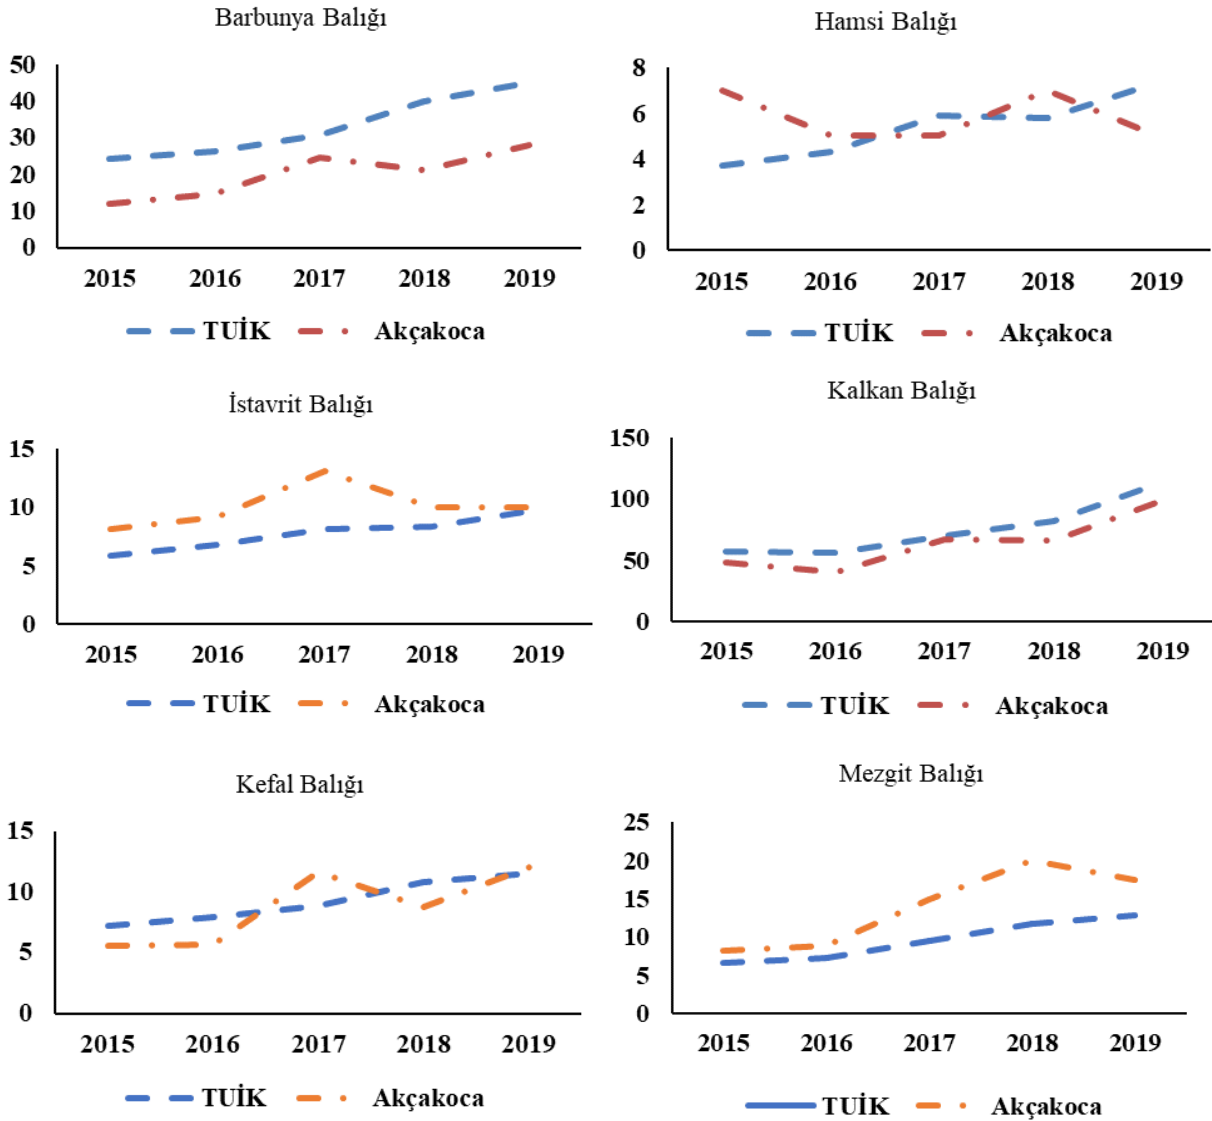 Barbunya Balığı
50
40
30
20
10
0
2015 2016 2017 2018 2019
TUİK Akçakoca
Hamsi Balığı
8
6
4
2
0
2015 2016 2017 2018 2019
TUİK Akçakoca
İstavrit Balığı
15
10
5
0
2015 2016 2017 2018 2019
TUİK Akçakoca
Kalkan Balığı
150
100
50
0
2015 2016 2017 2018 2019
TUİK Akçakoca
Kefal Balığı
15
10
5
0
2015 2016 2017 2018 2019
TUİK Akçakoca
Mezgit Balığı
25
20
15
10
5
0
2015 2016 2017 2018 2019
TUİK Akçakoca